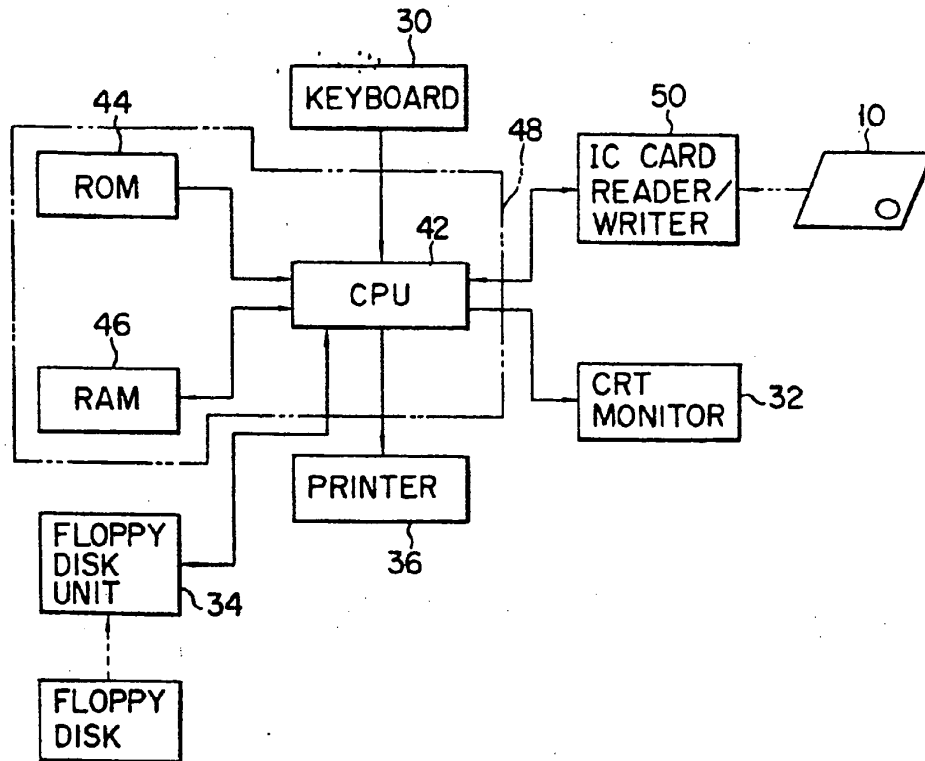 30
KEYBOARD
44
ROM
48
50
IC CARD
READER/
WRITER
10
42
CPU
46
RAM
CRT
MONITOR
32
PRINTER
36
FLOPPY
DISK
UNIT
34
FLOPPY
DISK